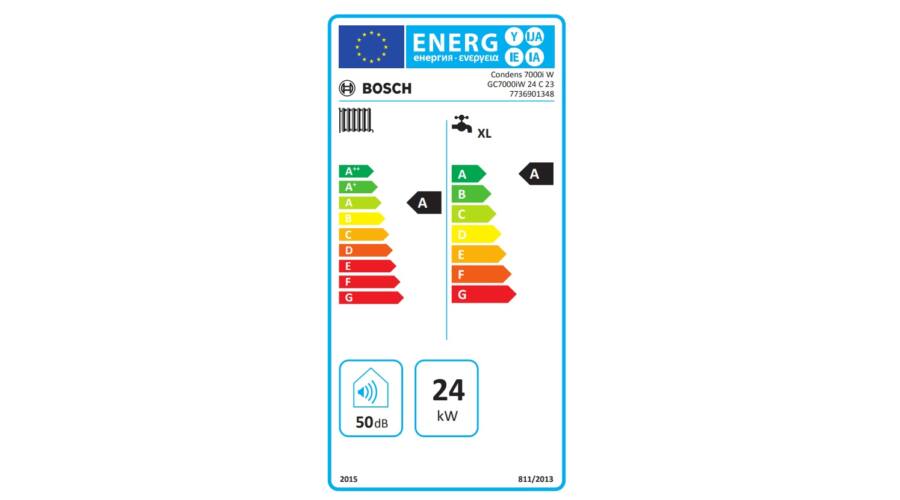 ENERG Y IJA IE IA
енергия · ενεργεια
BOSCH
Condens 7000i W
GC7000iW 24 C 23
7736901348
XL
A++
A+
A
B
C
D
E
F
G
A
A
B
C
D
E
F
G
A
50dB
24
kW
2015
811/2013